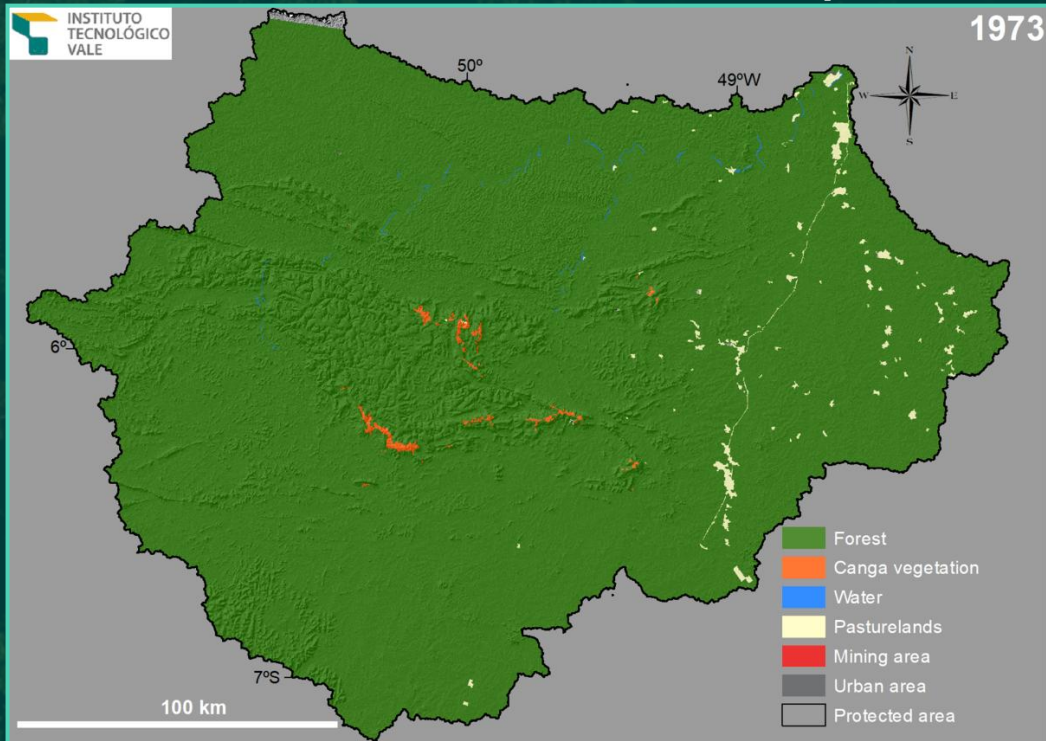 INSTITUTO
TECNOLÓGICO
VALE
1973
50º
49ºW
N
W
E
S
6º
7ºS
100 km
Forest
Canga vegetation
Water
Pasturelands
Mining area
Urban area
Protected area